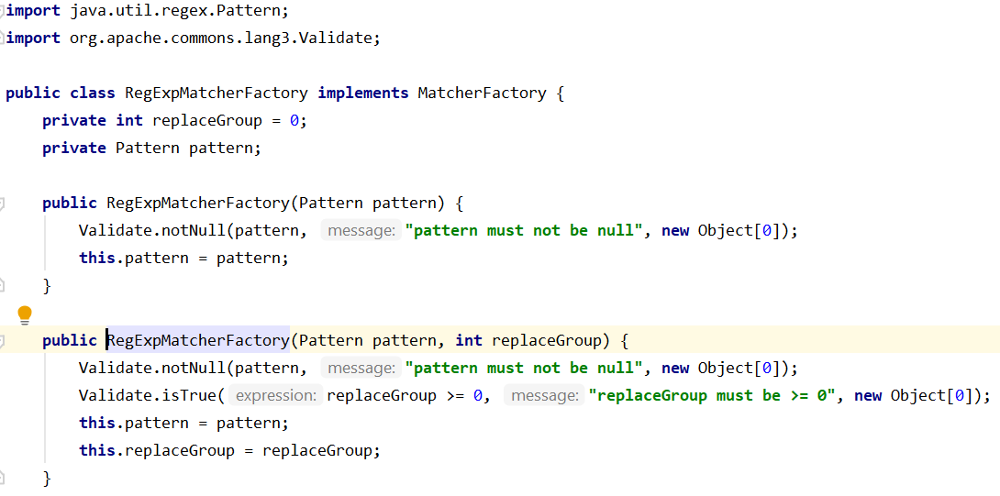 import java.util.regex.Pattern;
import org.apache.commons.lang3.Validate;
public class RegExpMatcherFactory implements MatcherFactory {
private int replaceGroup = 0;
private Pattern pattern;
public RegExpMatcherFactory(Pattern pattern) {
Validate.notNull(pattern, message: "pattern must not be null", new Object[0]);
this.pattern = pattern;
}
public RegExpMatcherFactory(Pattern pattern, int replaceGroup) {
Validate.notNull(pattern, message: "pattern must not be null", new Object[0]);
Validate.isTrue( expression: replaceGroup >= 0, message: "replaceGroup must be >= 0", new Object[0]);
this.pattern = pattern;
this.replaceGroup = replaceGroup;
}